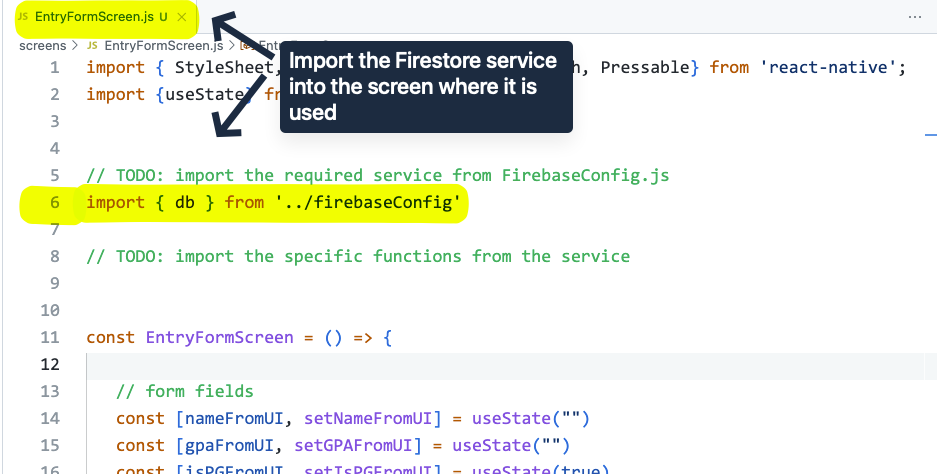 JS EntryFormScreen.js U ×
...
screens > JS EntryFormScreen.js >
Import the Firestore service
into the screen where it is
used
1 import { StyleSheet, h, Pressable} from 'react-native';
2 import {useState}
3
4
5 // TODO: import the required service from FirebaseConfig.js
6 import { db } from '../firebaseConfig'
7
8 // TODO: import the specific functions from the service
9
10
11 const EntryFormScreen = () => {
12
13 // form fields
14 const [nameFromUI, setNameFromUI] = useState("")
15 const [gpaFromUI, setGPAFromUI] = useState("")
16 const [isPGFromUI, setIsPGFromUI] = useState(true)